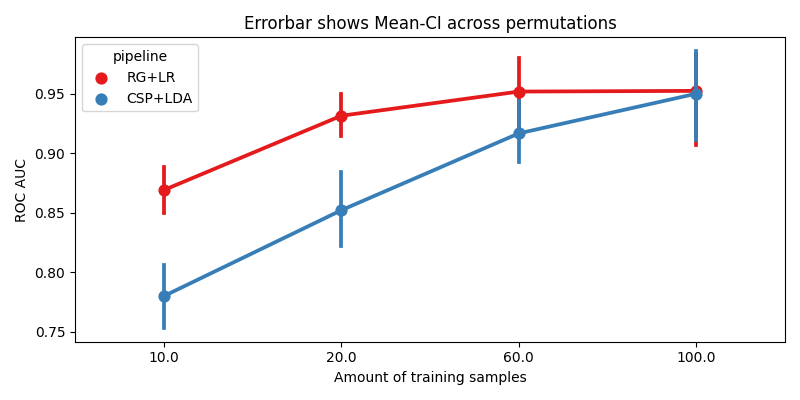 Errorbar shows Mean-CI across permutations
pipeline
RG+LR
CSP+LDA
ROC AUC
0.95
0.90
0.85
0.80
0.75
10.0
20.0
60.0
100.0
Amount of training samples